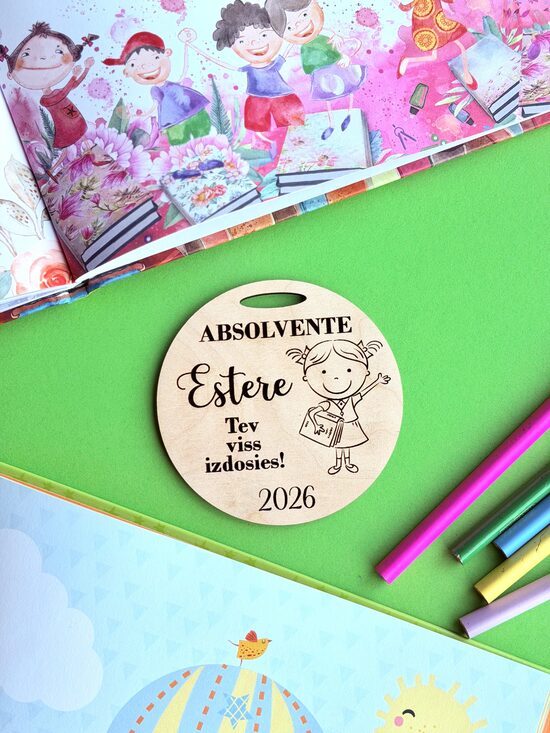 ABSOLVENTE
Estere
Tev
viss
izdosies!
2026